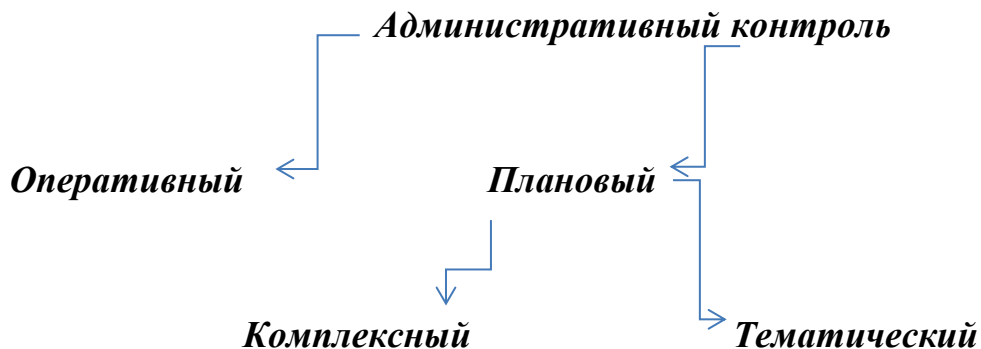 Административный контроль
Оперативный Плановый
Комплексный Тематический